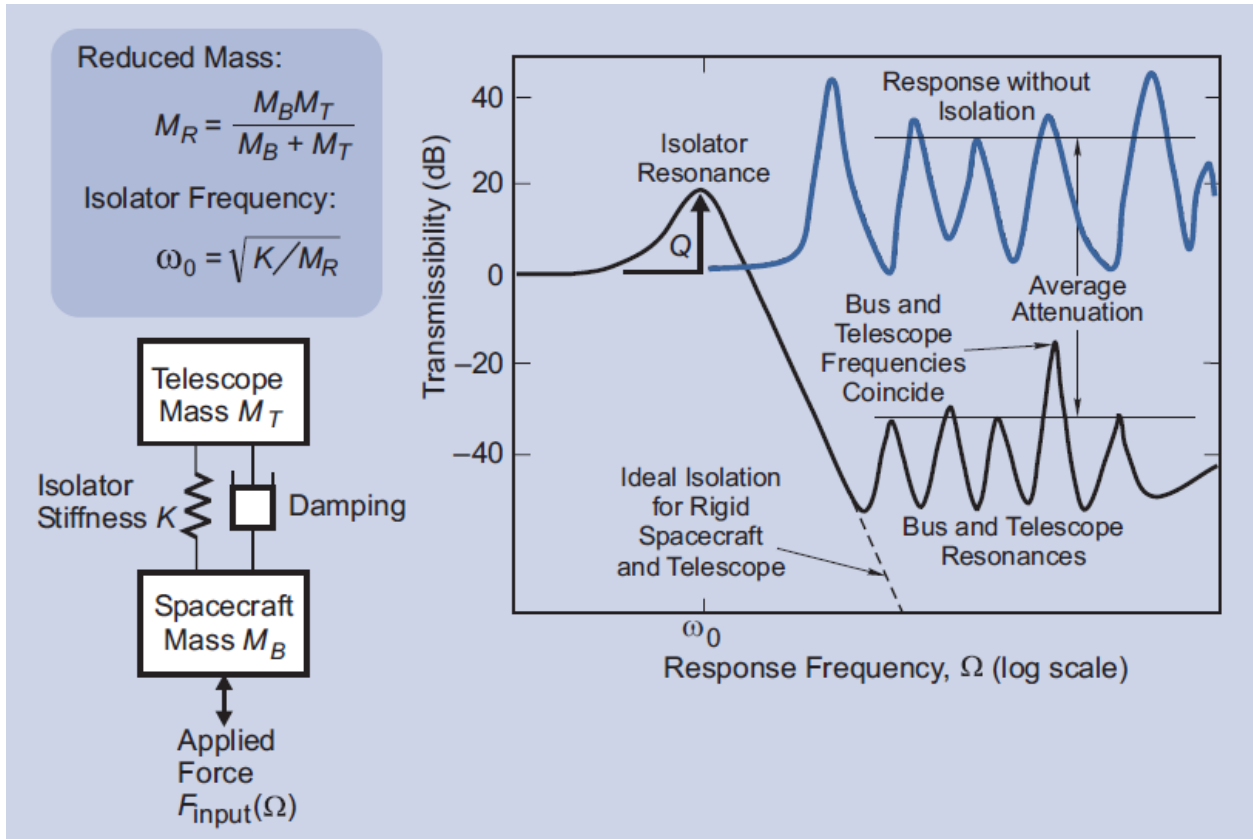 Reduced Mass:
M_R = M_B M_T / M_B + M_T
Isolator Frequency:
ω_0 = √K/M_R
Telescope
Mass M_T
Isolator
Stiffness K
Damping
Spacecraft
Mass M_B
Applied
Force
F_input(Ω)
Transmissibility (dB)
40
20
0
–20
–40
Isolator
Resonance
Q
Response without
Isolation
Average
Attenuation
Bus and
Telescope
Frequencies
Coincide
Ideal Isolation
for Rigid
Spacecraft
and Telescope
Bus and Telescope
Resonances
ω_0
Response Frequency, Ω (log scale)